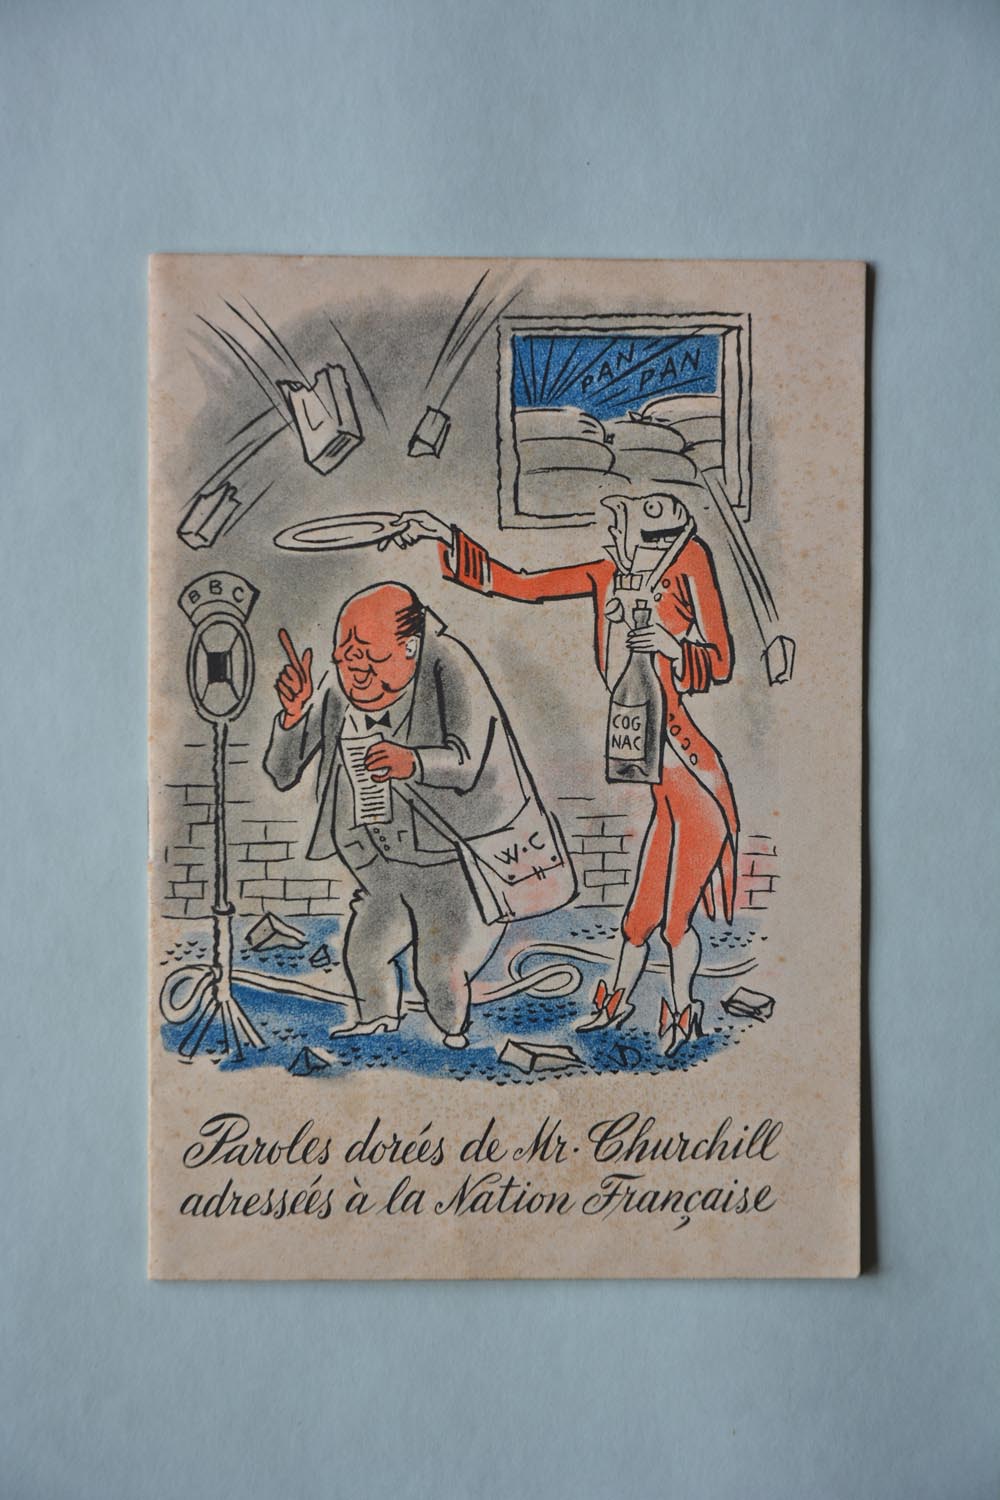 PAN PAN
BBC
COG
NAC
W.C
Paroles dorées de Mr. Churchill
adressées à la Nation Française